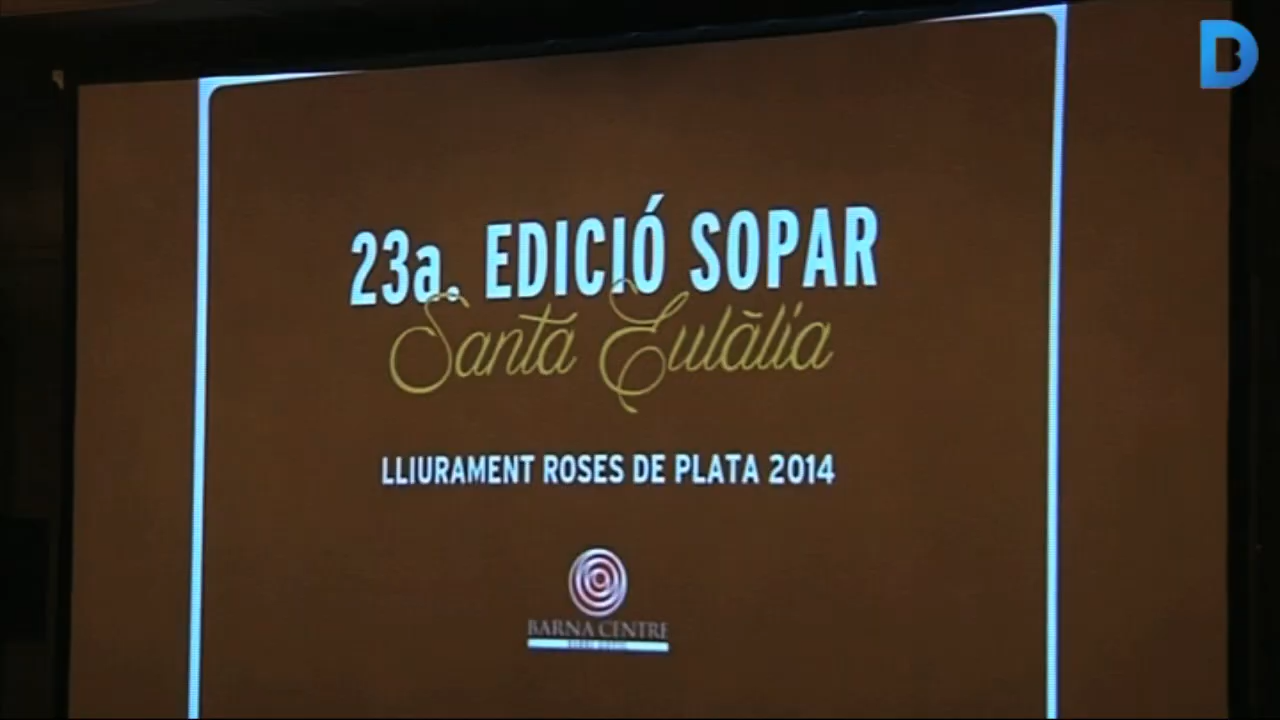 23a. EDICIÓ SOPAR
Santa Eulàlia
LLIURAMENT ROSES DE PLATA 2014
BARNA CENTRE